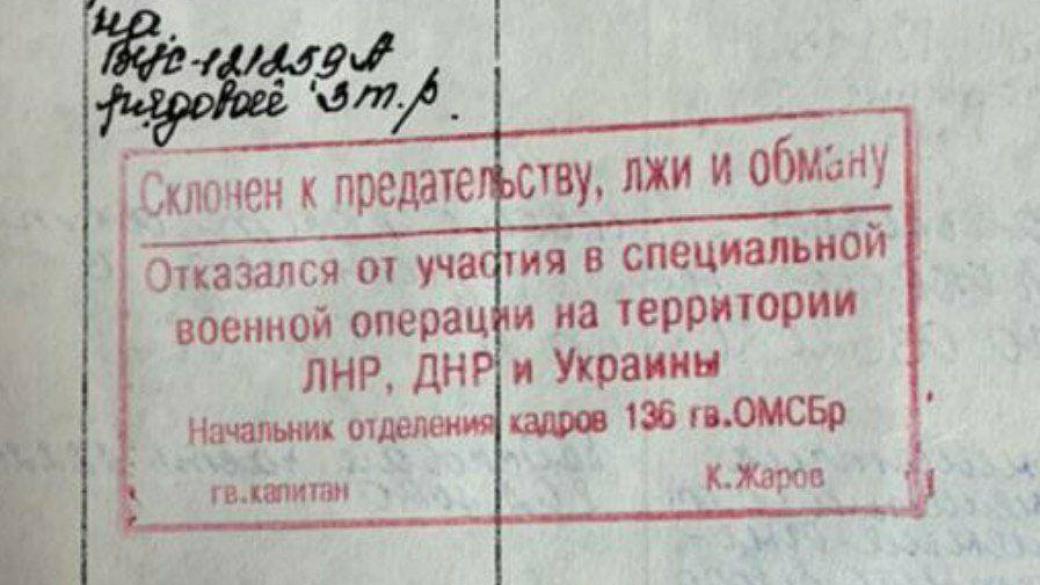 на
ВУС-121259А
рядовой 3 т.р.
Склонен к предательству, лжи и обману
Отказался от участия в специальной
военной операции на территории
ЛНР, ДНР и Украины
Начальник отделения кадров 136 гв.ОМСБр
гв.капитан К.Жаров